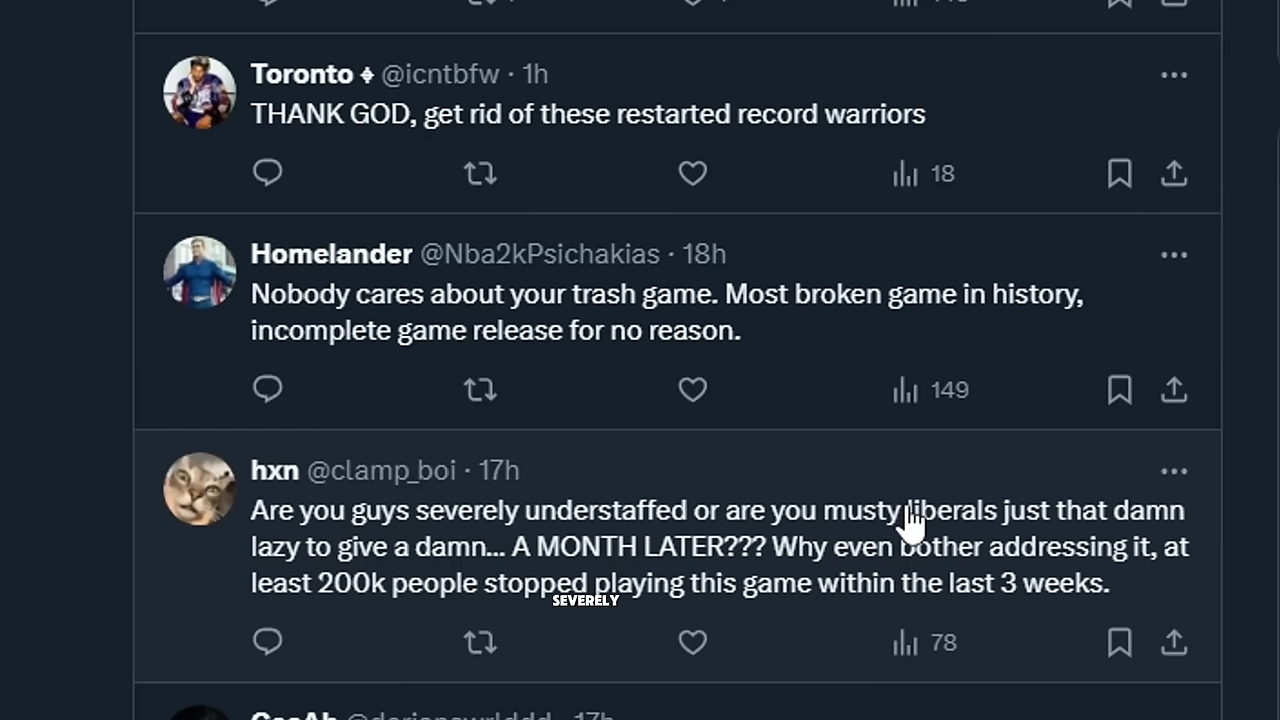 Toronto @icntbfw · 1h
THANK GOD, get rid of these restarted record warriors
18
Homelander @Nba2kPsichakias · 18h
Nobody cares about your trash game. Most broken game in history,
incomplete game release for no reason.
149
hxn @clamp_boi · 17h
Are you guys severely understaffed or are you musty liberals just that damn
lazy to give a damn... A MONTH LATER??? Why even bother addressing it, at
least 200k people stopped playing this game within the last 3 weeks.
SEVERELY
78
17h